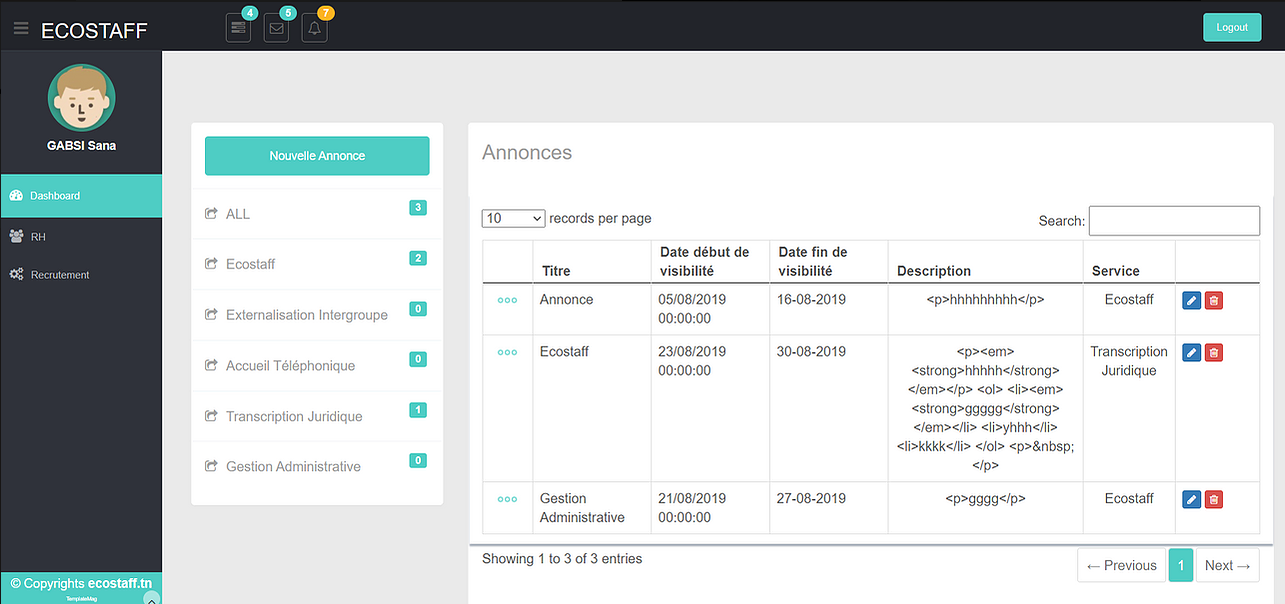 ECOSTAFF
4
5
7
Logout
GABSI Sana
Dashboard
RH
Recrutement
© Copyrights ecostaff.tn
TemplateMag
Nouvelle Annonce
ALL 3
Ecostaff 2
Externalisation Intergroupe 0
Accueil Téléphonique 0
Transcription Juridique 1
Gestion Administrative 0
Annonces
10 records per page
Search:
Titre
Date début de
visibilité
Date fin de
visibilité
Description
Service
Annonce
05/08/2019
00:00:00
16-08-2019
<p>hhhhhhhhh</p>
Ecostaff
Ecostaff
23/08/2019
00:00:00
30-08-2019
<p><em>
<strong>hhhhh</strong>
</em></p> <ol> <li><em>
<strong>ggggg</strong>
</em></li> <li>yhhh</li>
<li>kkkk</li> </ol> <p>&nbsp;
</p>
Transcription
Juridique
Gestion
Administrative
21/08/2019
00:00:00
27-08-2019
<p>gggg</p>
Ecostaff
Showing 1 to 3 of 3 entries
← Previous 1 Next →